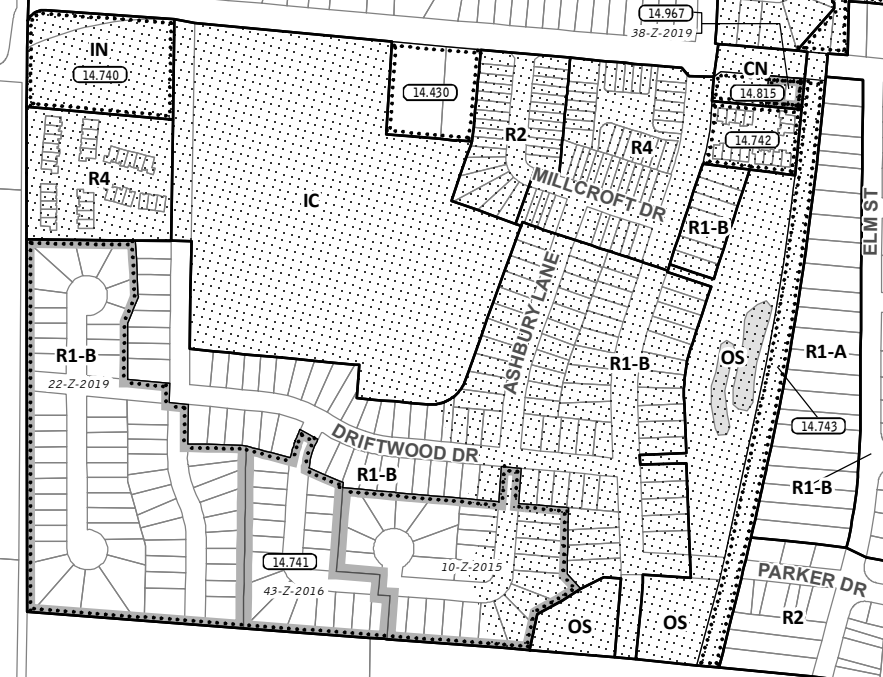 14.967
38-Z-2019
IN
14.740
CN
14.815
14.430
R2
R4
14.742
R4
IC
MILLCROFT DR
R1-B
ELM ST
ASHBURY LANE
R1-B
22-Z-2019
R1-B
OS
R1-A
14.743
DRIFTWOOD DR
R1-B
R1-B
14.741
43-Z-2016
10-Z-2015
PARKER DR
OS
OS
R2